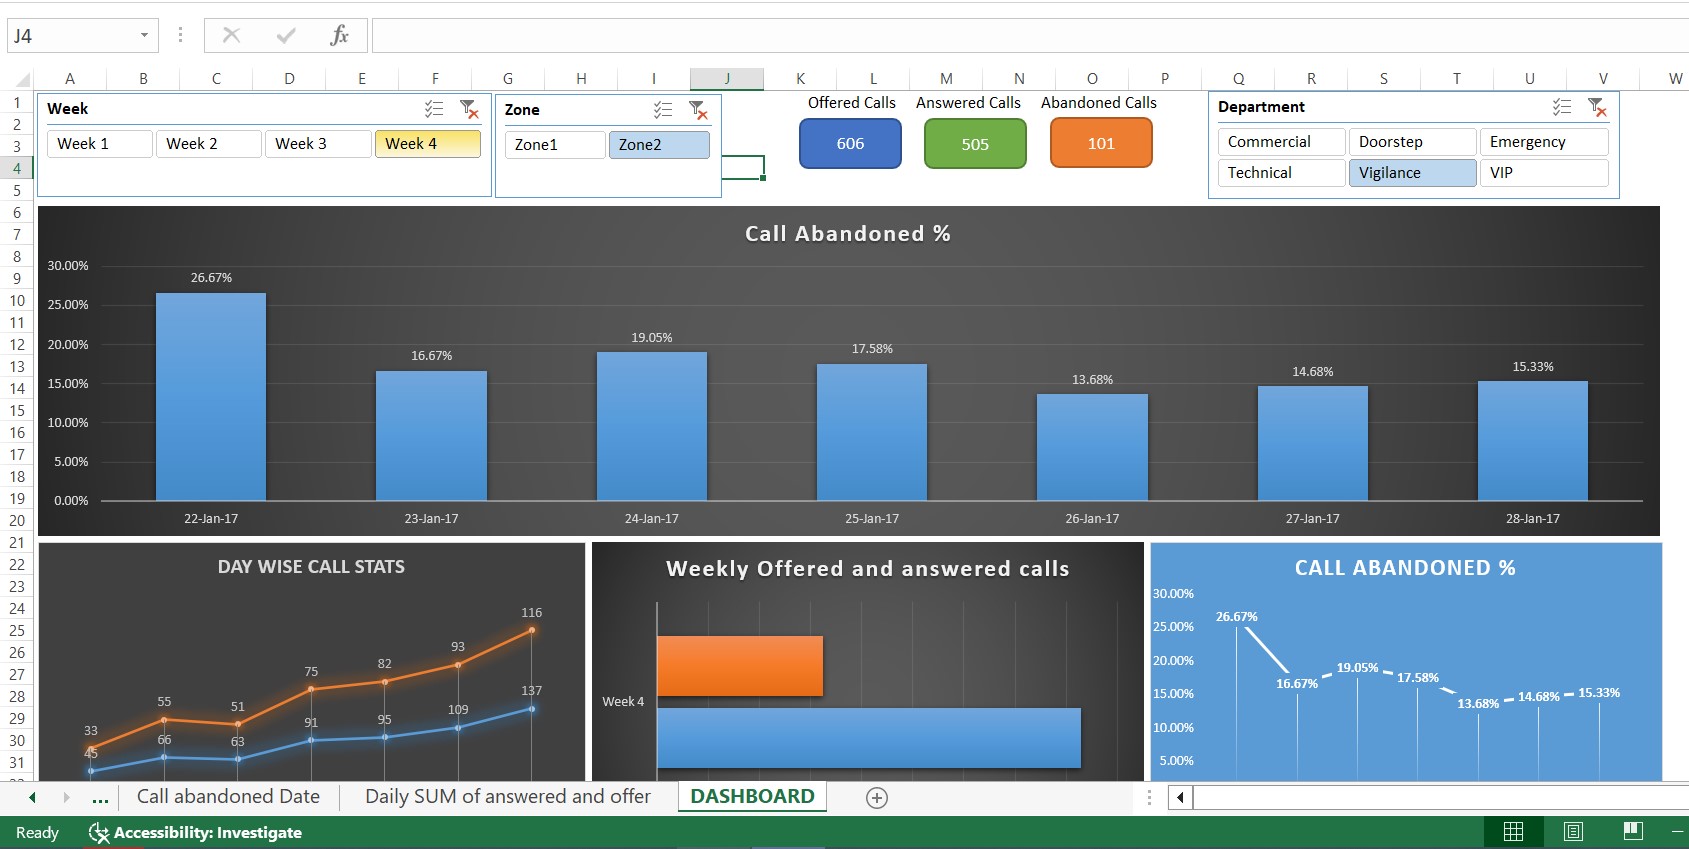 J4
fx
A B C D E F G H I J K L M N O P Q R S T U V W
1
2
3
4
5
6
7
8
9
10
11
12
13
14
15
16
17
18
19
20
21
22
23
24
25
26
27
28
29
30
31
Week
Week 1 Week 2 Week 3 Week 4
Zone
Zone1 Zone2
Offered Calls Answered Calls Abandoned Calls
606 505 101
Department
Commercial Doorstep Emergency
Technical Vigilance VIP
Call Abandoned %
30.00%
25.00%
20.00%
15.00%
10.00%
5.00%
0.00%
26.67% 16.67% 19.05% 17.58% 13.68% 14.68% 15.33%
22-Jan-17 23-Jan-17 24-Jan-17 25-Jan-17 26-Jan-17 27-Jan-17 28-Jan-17
DAY WISE CALL STATS
33 55 51 75 82 93 116
45 66 63 91 95 109 137
Weekly Offered and answered calls
Week 4
CALL ABANDONED %
30.00%
25.00%
20.00%
15.00%
10.00%
5.00%
26.67% 16.67% 19.05% 17.58% 13.68% 14.68% 15.33%
... Call abandoned Date Daily SUM of answered and offer DASHBOARD
Ready Accessibility: Investigate